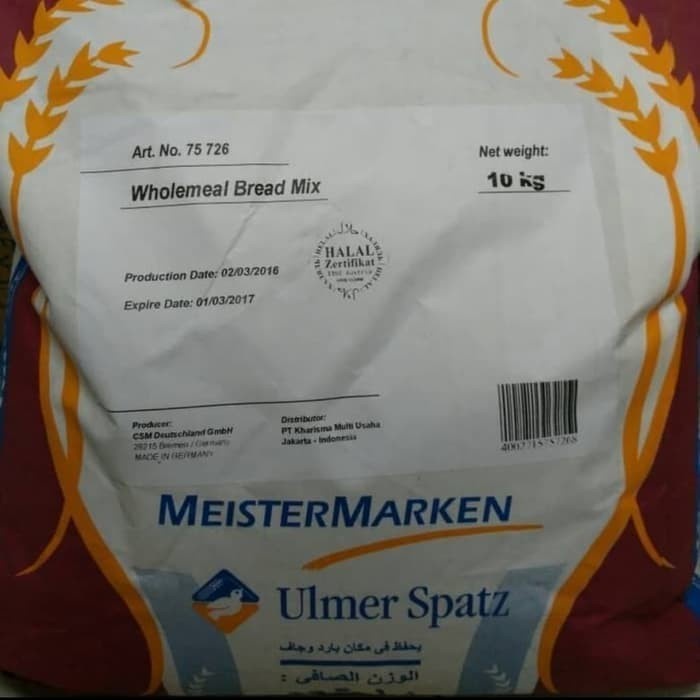 Art. No. 75 726
Net weight:
Wholemeal Bread Mix
10 kg
HALAL
Zertifikat
Production Date: 02/03/2016
Expire Date: 01/03/2017
Producer:
CSM Deutschland GmbH
28215 Bremen / Germany
MADE IN GERMANY
Distributor:
PT Kharisma Multi Usaha
Jakarta - Indonesia
MEISTERMARKEN
Ulmer Spatz
يحفظ فى مكان بارد وجاف
الوزن الصافى :